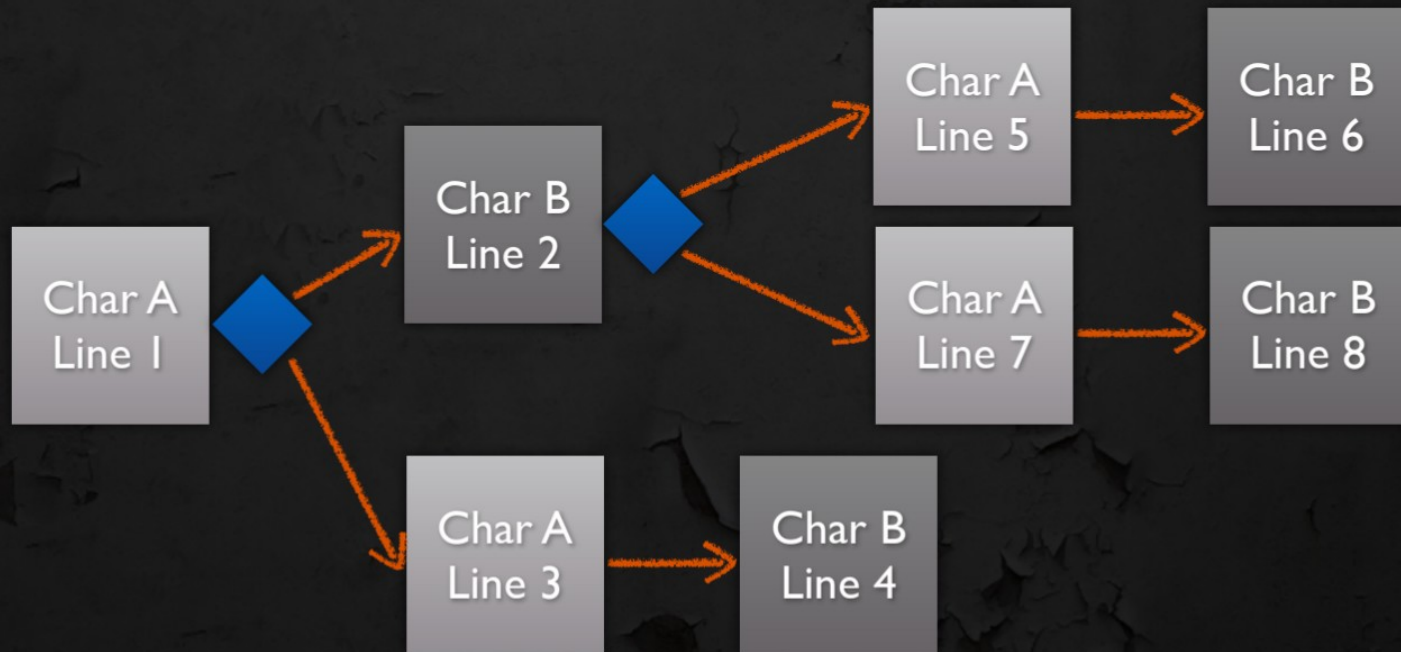 Char A
Line 1
Char B
Line 2
Char A
Line 3
Char B
Line 4
Char A
Line 5
Char B
Line 6
Char A
Line 7
Char B
Line 8